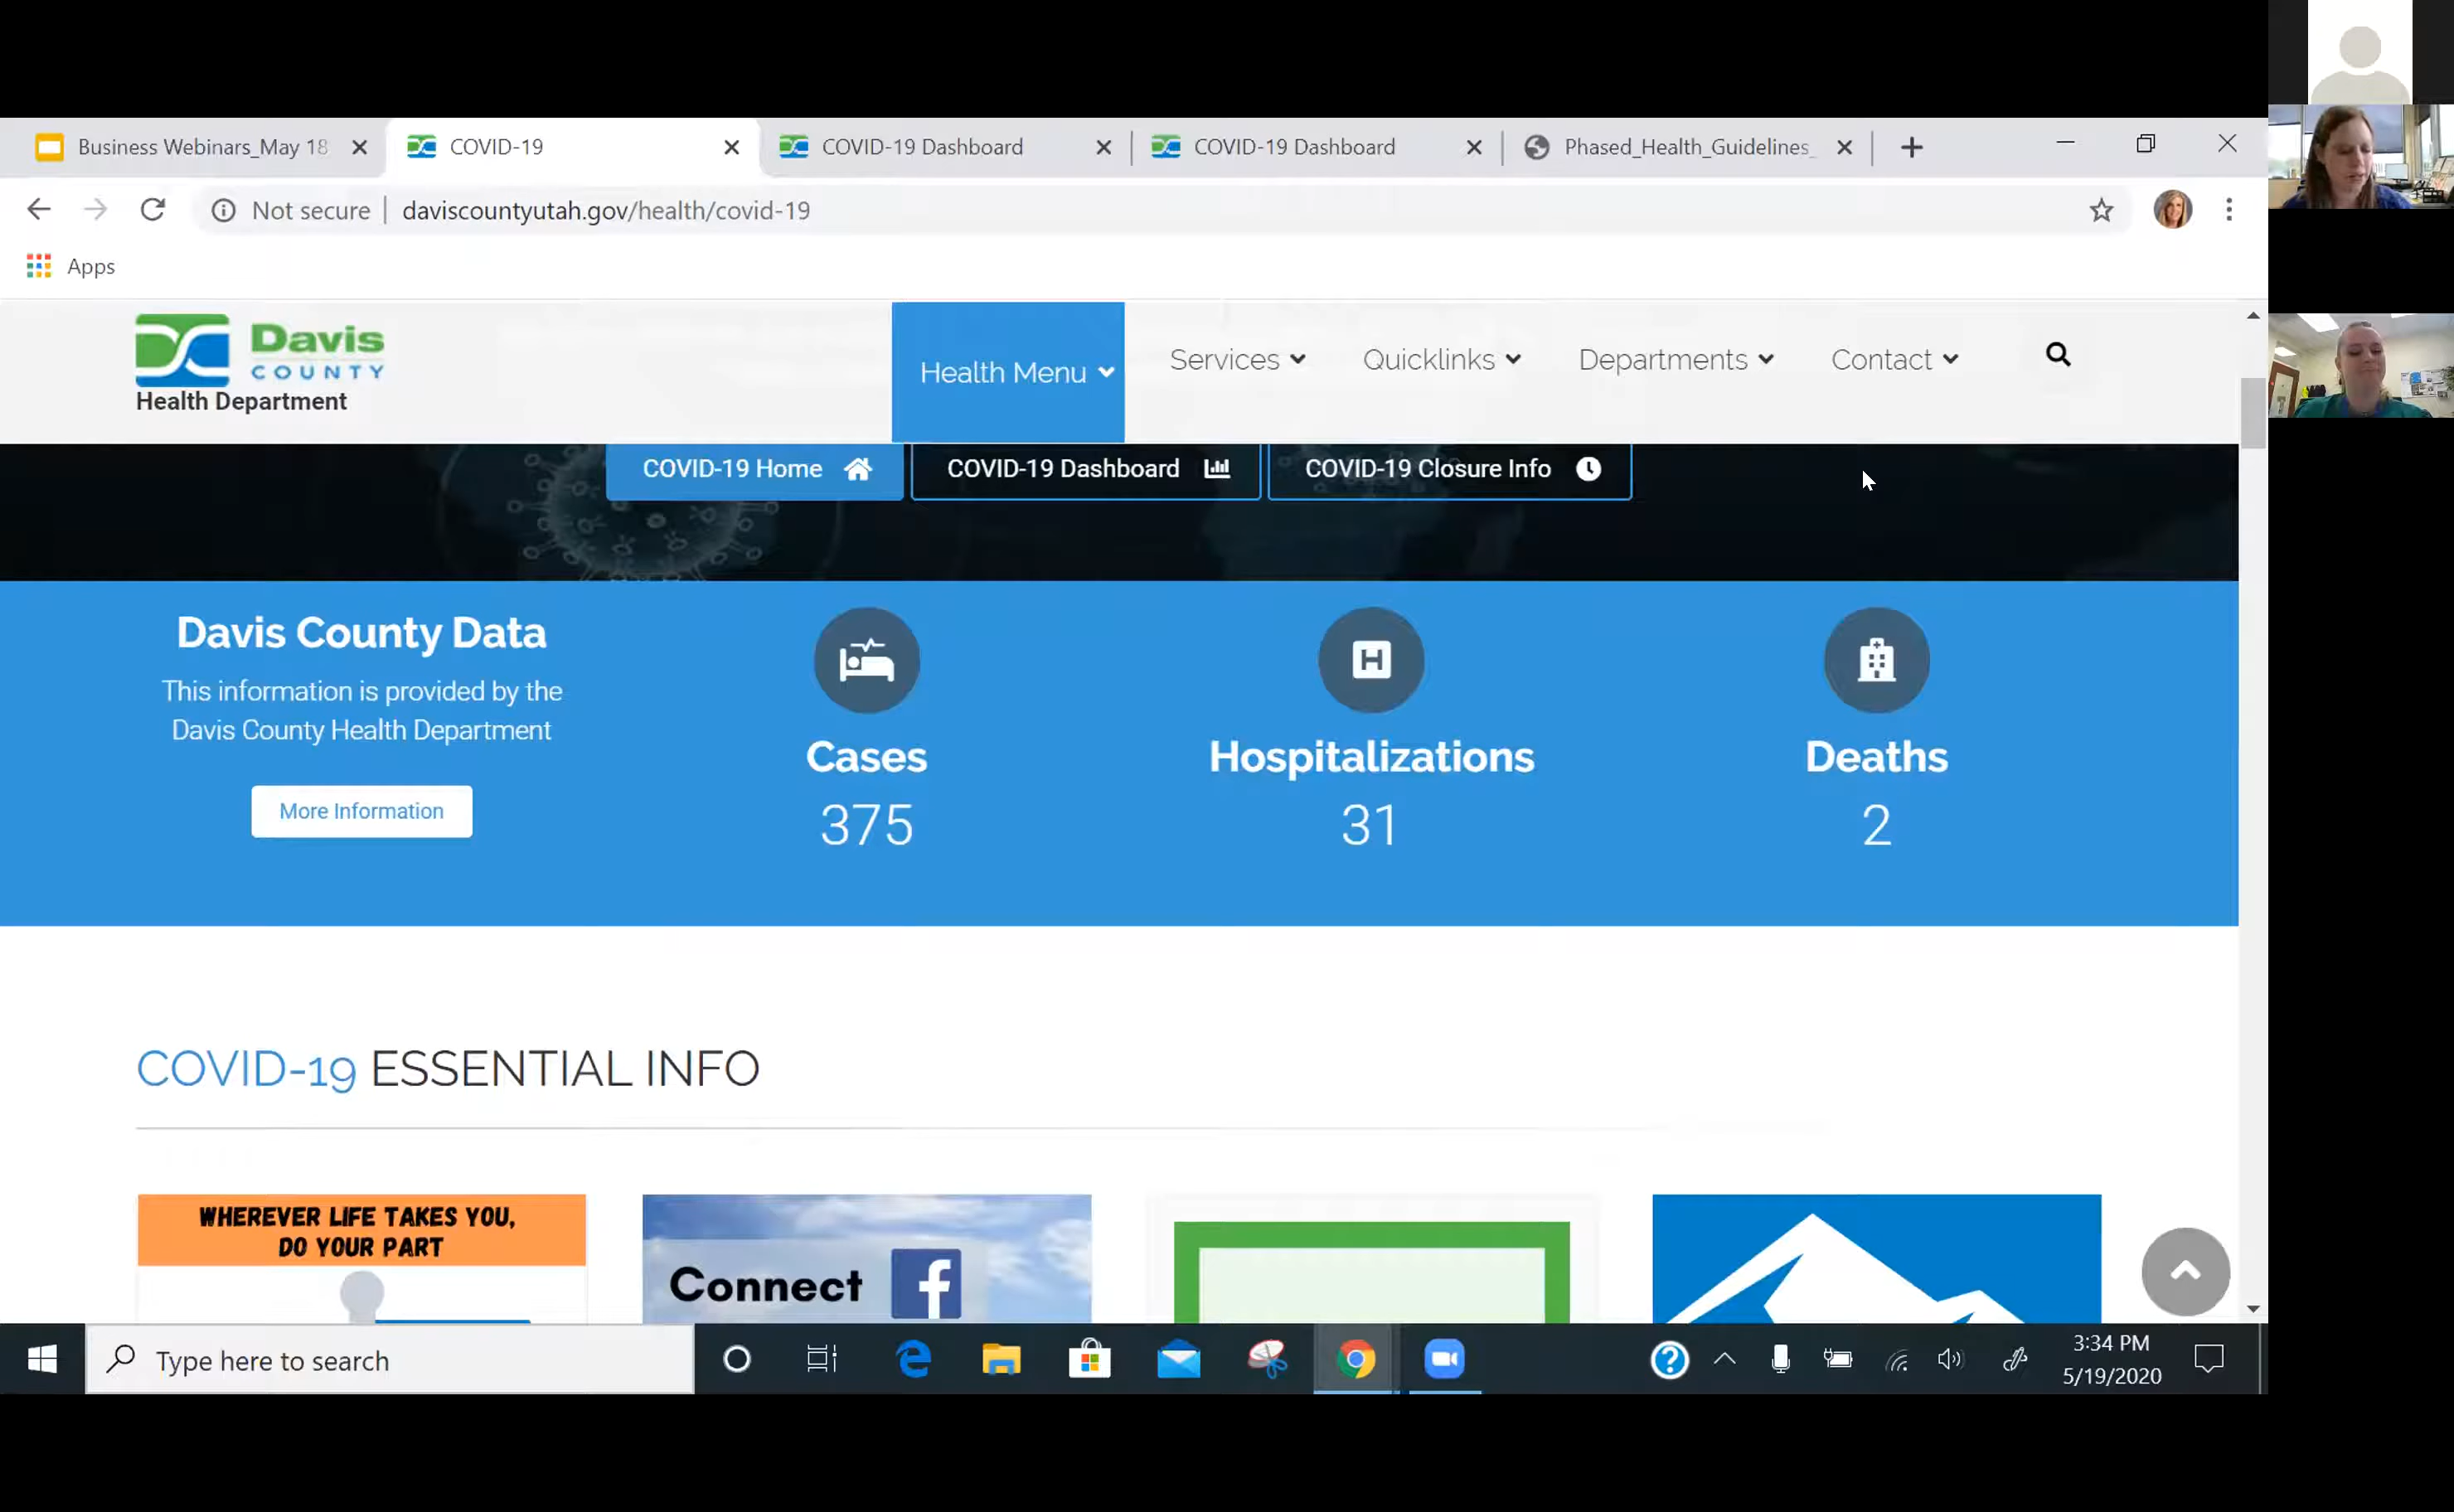 Business Webinars_May 18
COVID-19
COVID-19 Dashboard
COVID-19 Dashboard
Phased_Health_Guidelines_
Not secure
daviscountyutah.gov/health/covid-19
Apps
Davis
COUNTY
Health Department
Health Menu
Services
Quicklinks
Departments
Contact
COVID-19 Home
COVID-19 Dashboard
COVID-19 Closure Info
Davis County Data
This information is provided by the
Davis County Health Department
More Information
Cases
375
H
Hospitalizations
31
Deaths
2
COVID-19 ESSENTIAL INFO
WHEREVER LIFE TAKES YOU,
DO YOUR PART
Connect f
Type here to search
3:34 PM
5/19/2020